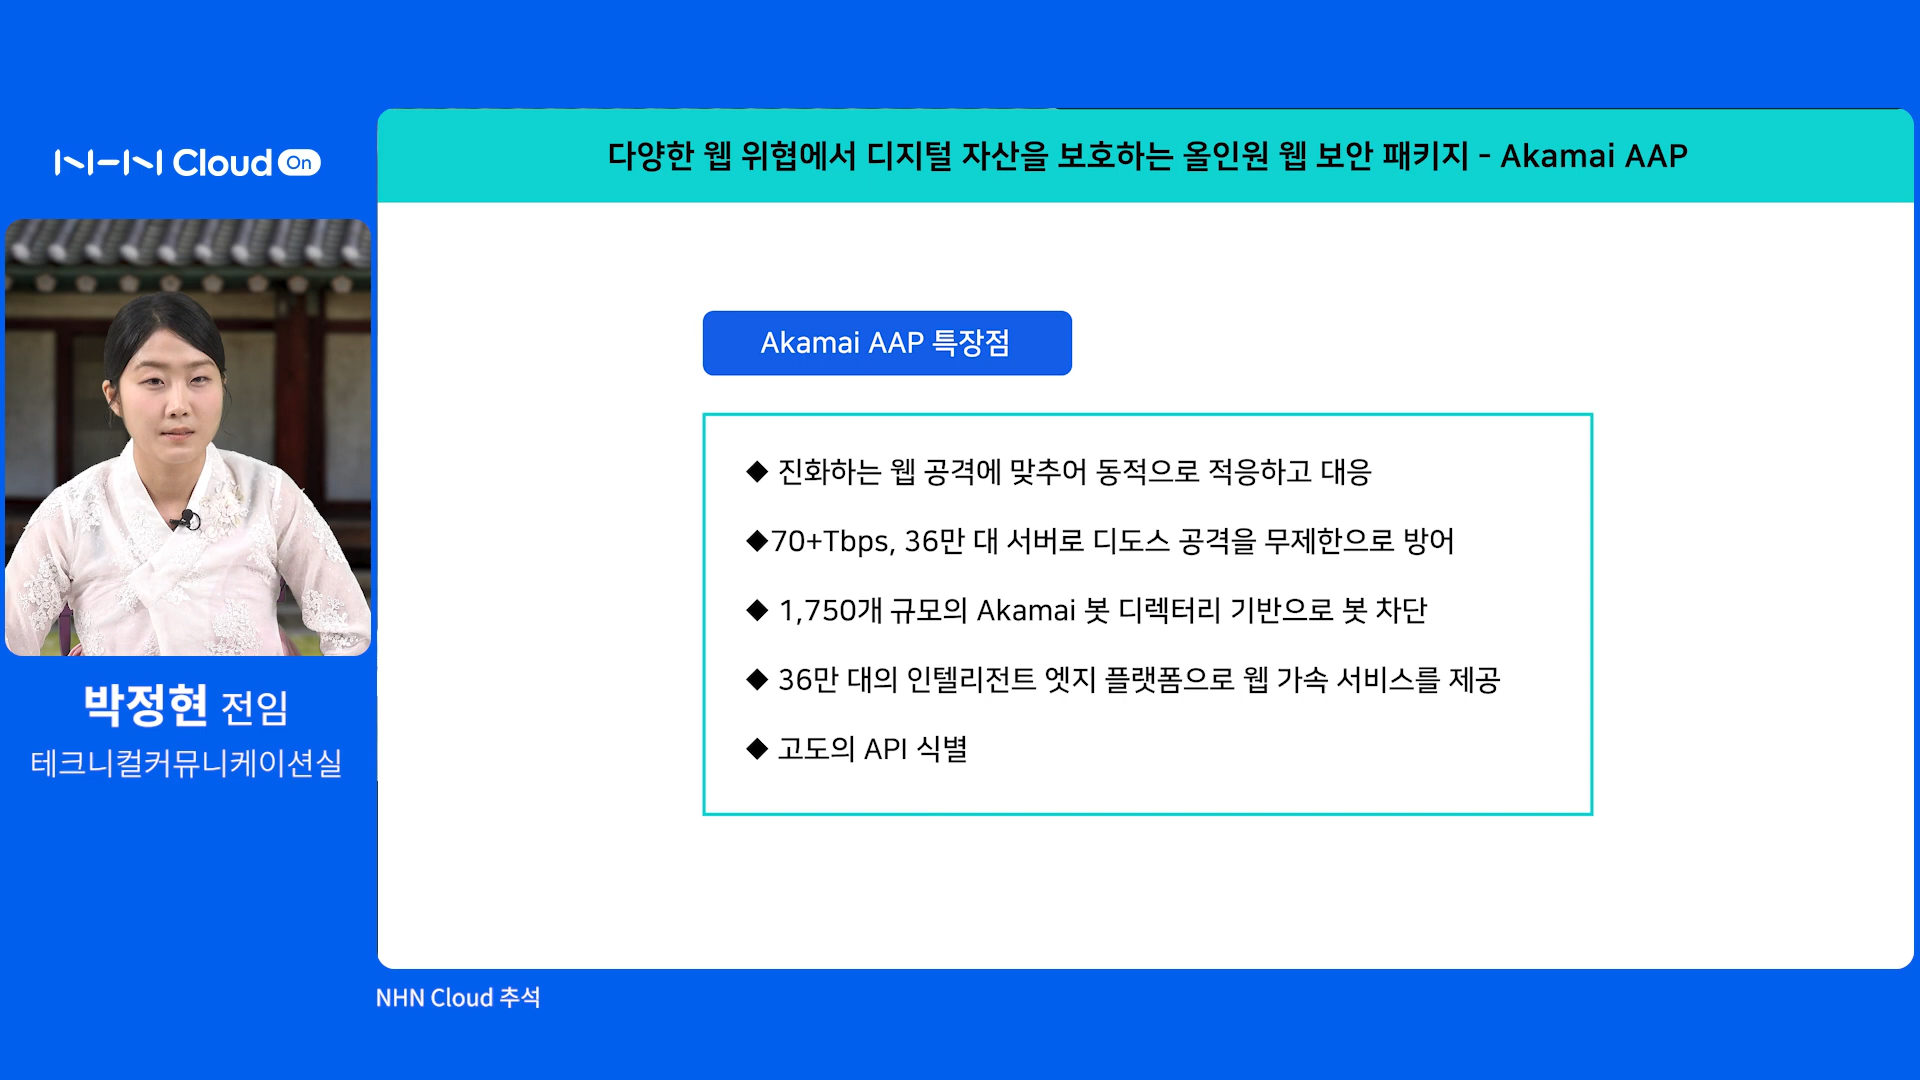 NHN Cloud On
박정현 전임
테크니컬커뮤니케이션실
다양한 웹 위협에서 디지털 자산을 보호하는 올인원 웹 보안 패키지 - Akamai AAP
Akamai AAP 특장점
◆ 진화하는 웹 공격에 맞추어 동적으로 적응하고 대응
◆70+Tbps, 36만 대 서버로 디도스 공격을 무제한으로 방어
◆ 1,750개 규모의 Akamai 봇 디렉터리 기반으로 봇 차단
◆ 36만 대의 인텔리전트 엣지 플랫폼으로 웹 가속 서비스를 제공
◆ 고도의 API 식별
NHN Cloud 추석